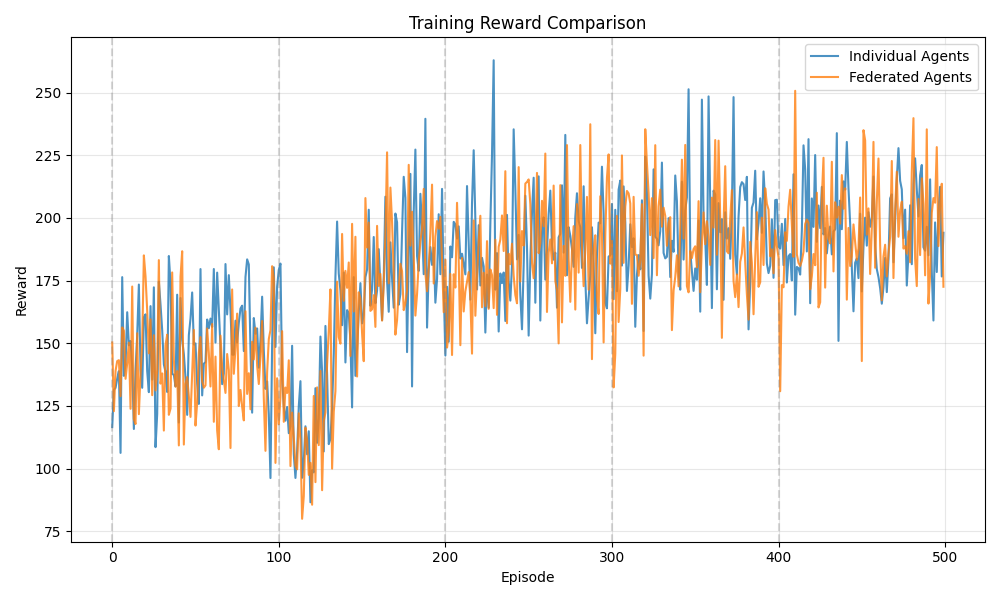 Training Reward Comparison
Individual Agents
Federated Agents
Reward
250
225
200
175
150
125
100
75
0
100
200
300
400
500
Episode